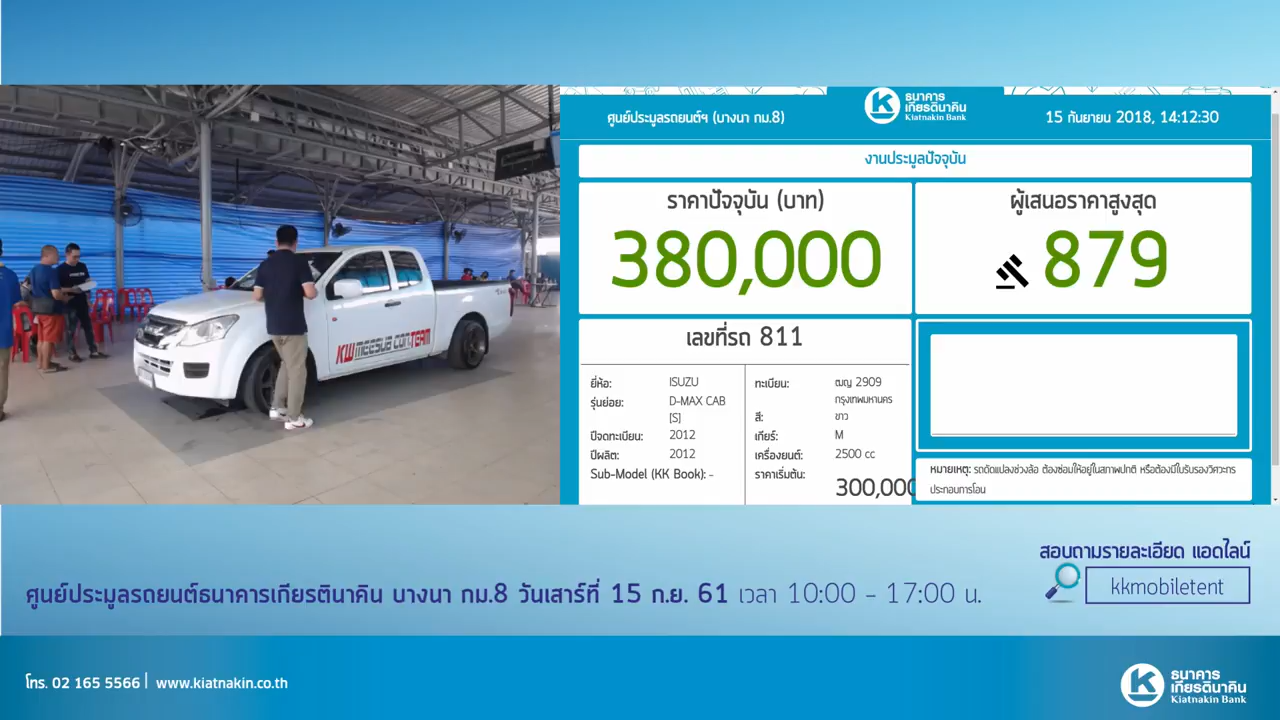 ศูนย์ประมูลรถยนต์ฯ (บางนา กม.8)
ธนาคาร
เกียรตินาคิน
Kiatnakin Bank
15 กันยายน 2018, 14:12:30
งานประมูลปัจจุบัน
ราคาปัจจุบัน (บาท)
380,000
ผู้เสนอราคาสูงสุด
879
เลขที่รถ 811
ยี่ห้อ: ISUZU
รุ่นย่อย: D-MAX CAB
[S]
ปีจดทะเบียน: 2012
ปีผลิต: 2012
Sub-Model (KK Book): -
ทะเบียน: ฒญ 2909
กรุงเทพมหานคร
สี: ขาว
เกียร์: M
เครื่องยนต์: 2500 cc
ราคาเริ่มต้น: 300,000
หมายเหตุ: รถดัดแปลงช่วงล้อ ต้องซ่อมให้อยู่ในสภาพปกติ หรือต้องมีใบรับรองวิศวะกร
ประกอบการโอน
KW MEESUB CON.TEAM
สอบถามรายละเอียด แอดไลน์
kkmobiletent
ศูนย์ประมูลรถยนต์ธนาคารเกียรตินาคิน บางนา กม.8 วันเสาร์ที่ 15 ก.ย. 61 เวลา 10:00 - 17:00 น.
โทร. 02 165 5566 | www.kiatnakin.co.th
ธนาคาร
เกียรตินาคิน
Kiatnakin Bank